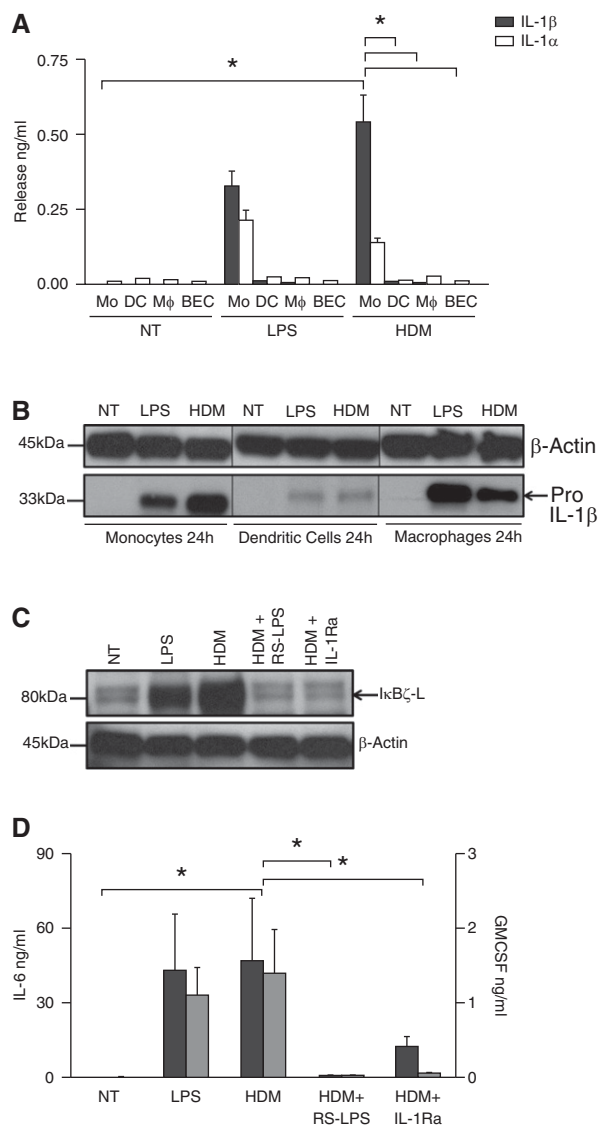 A
IL-1β
IL-1α
*
*
0.75
0.50
0.25
0.00
Release ng/ml
Mo DC Mϕ BEC Mo DC Mϕ BEC Mo DC Mϕ BEC
NT LPS HDM
B
NT LPS HDM NT LPS HDM NT LPS HDM
45kDa β-Actin
33kDa Pro
IL-1β
Monocytes 24h Dendritic Cells 24h Macrophages 24h
C
NT
LPS
HDM
HDM +
RS-LPS
HDM +
IL-1Ra
80kDa IκBζ-L
45kDa β-Actin
D
*
*
*
90 3
60 2
30 1
0 0
IL-6 ng/ml
GMCSF ng/ml
NT LPS HDM HDM+ HDM+
RS-LPS IL-1Ra